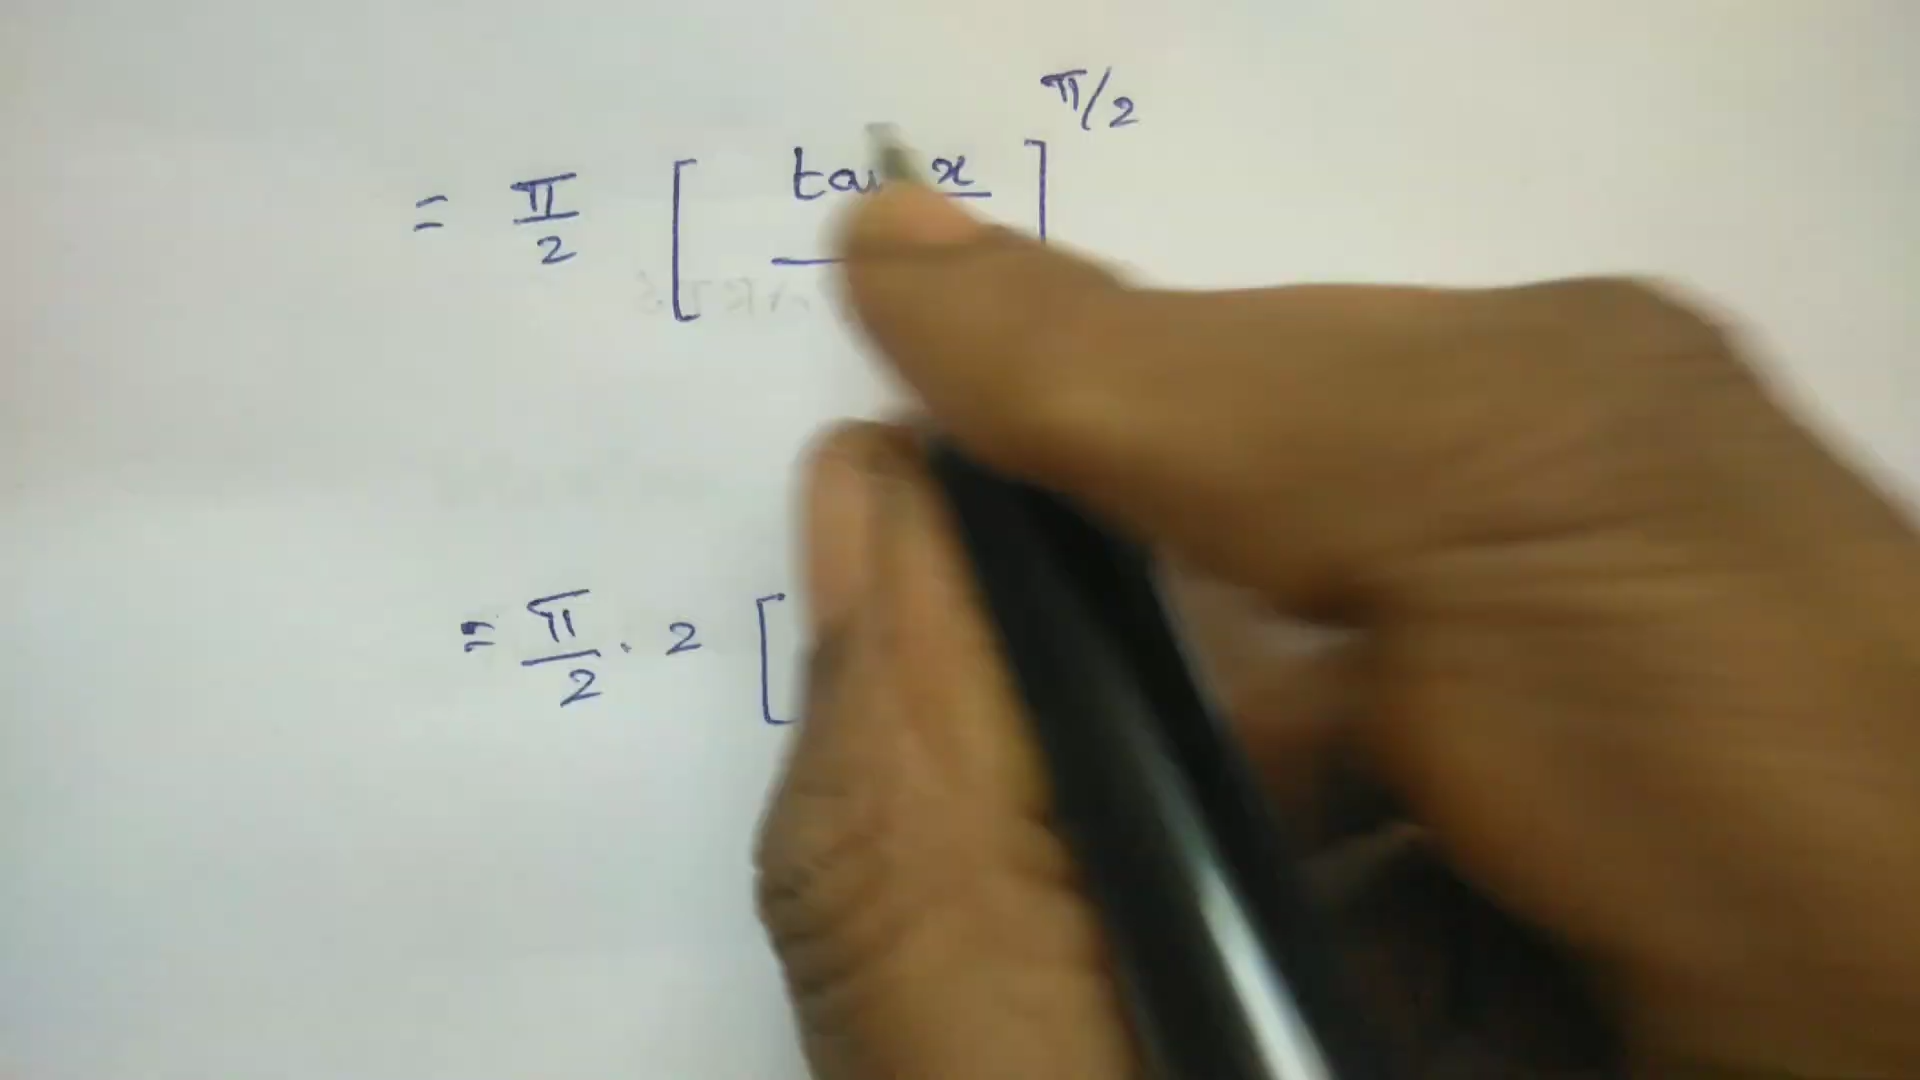 = π/2 [ tan x ]^π/2
= π/2 . 2 [